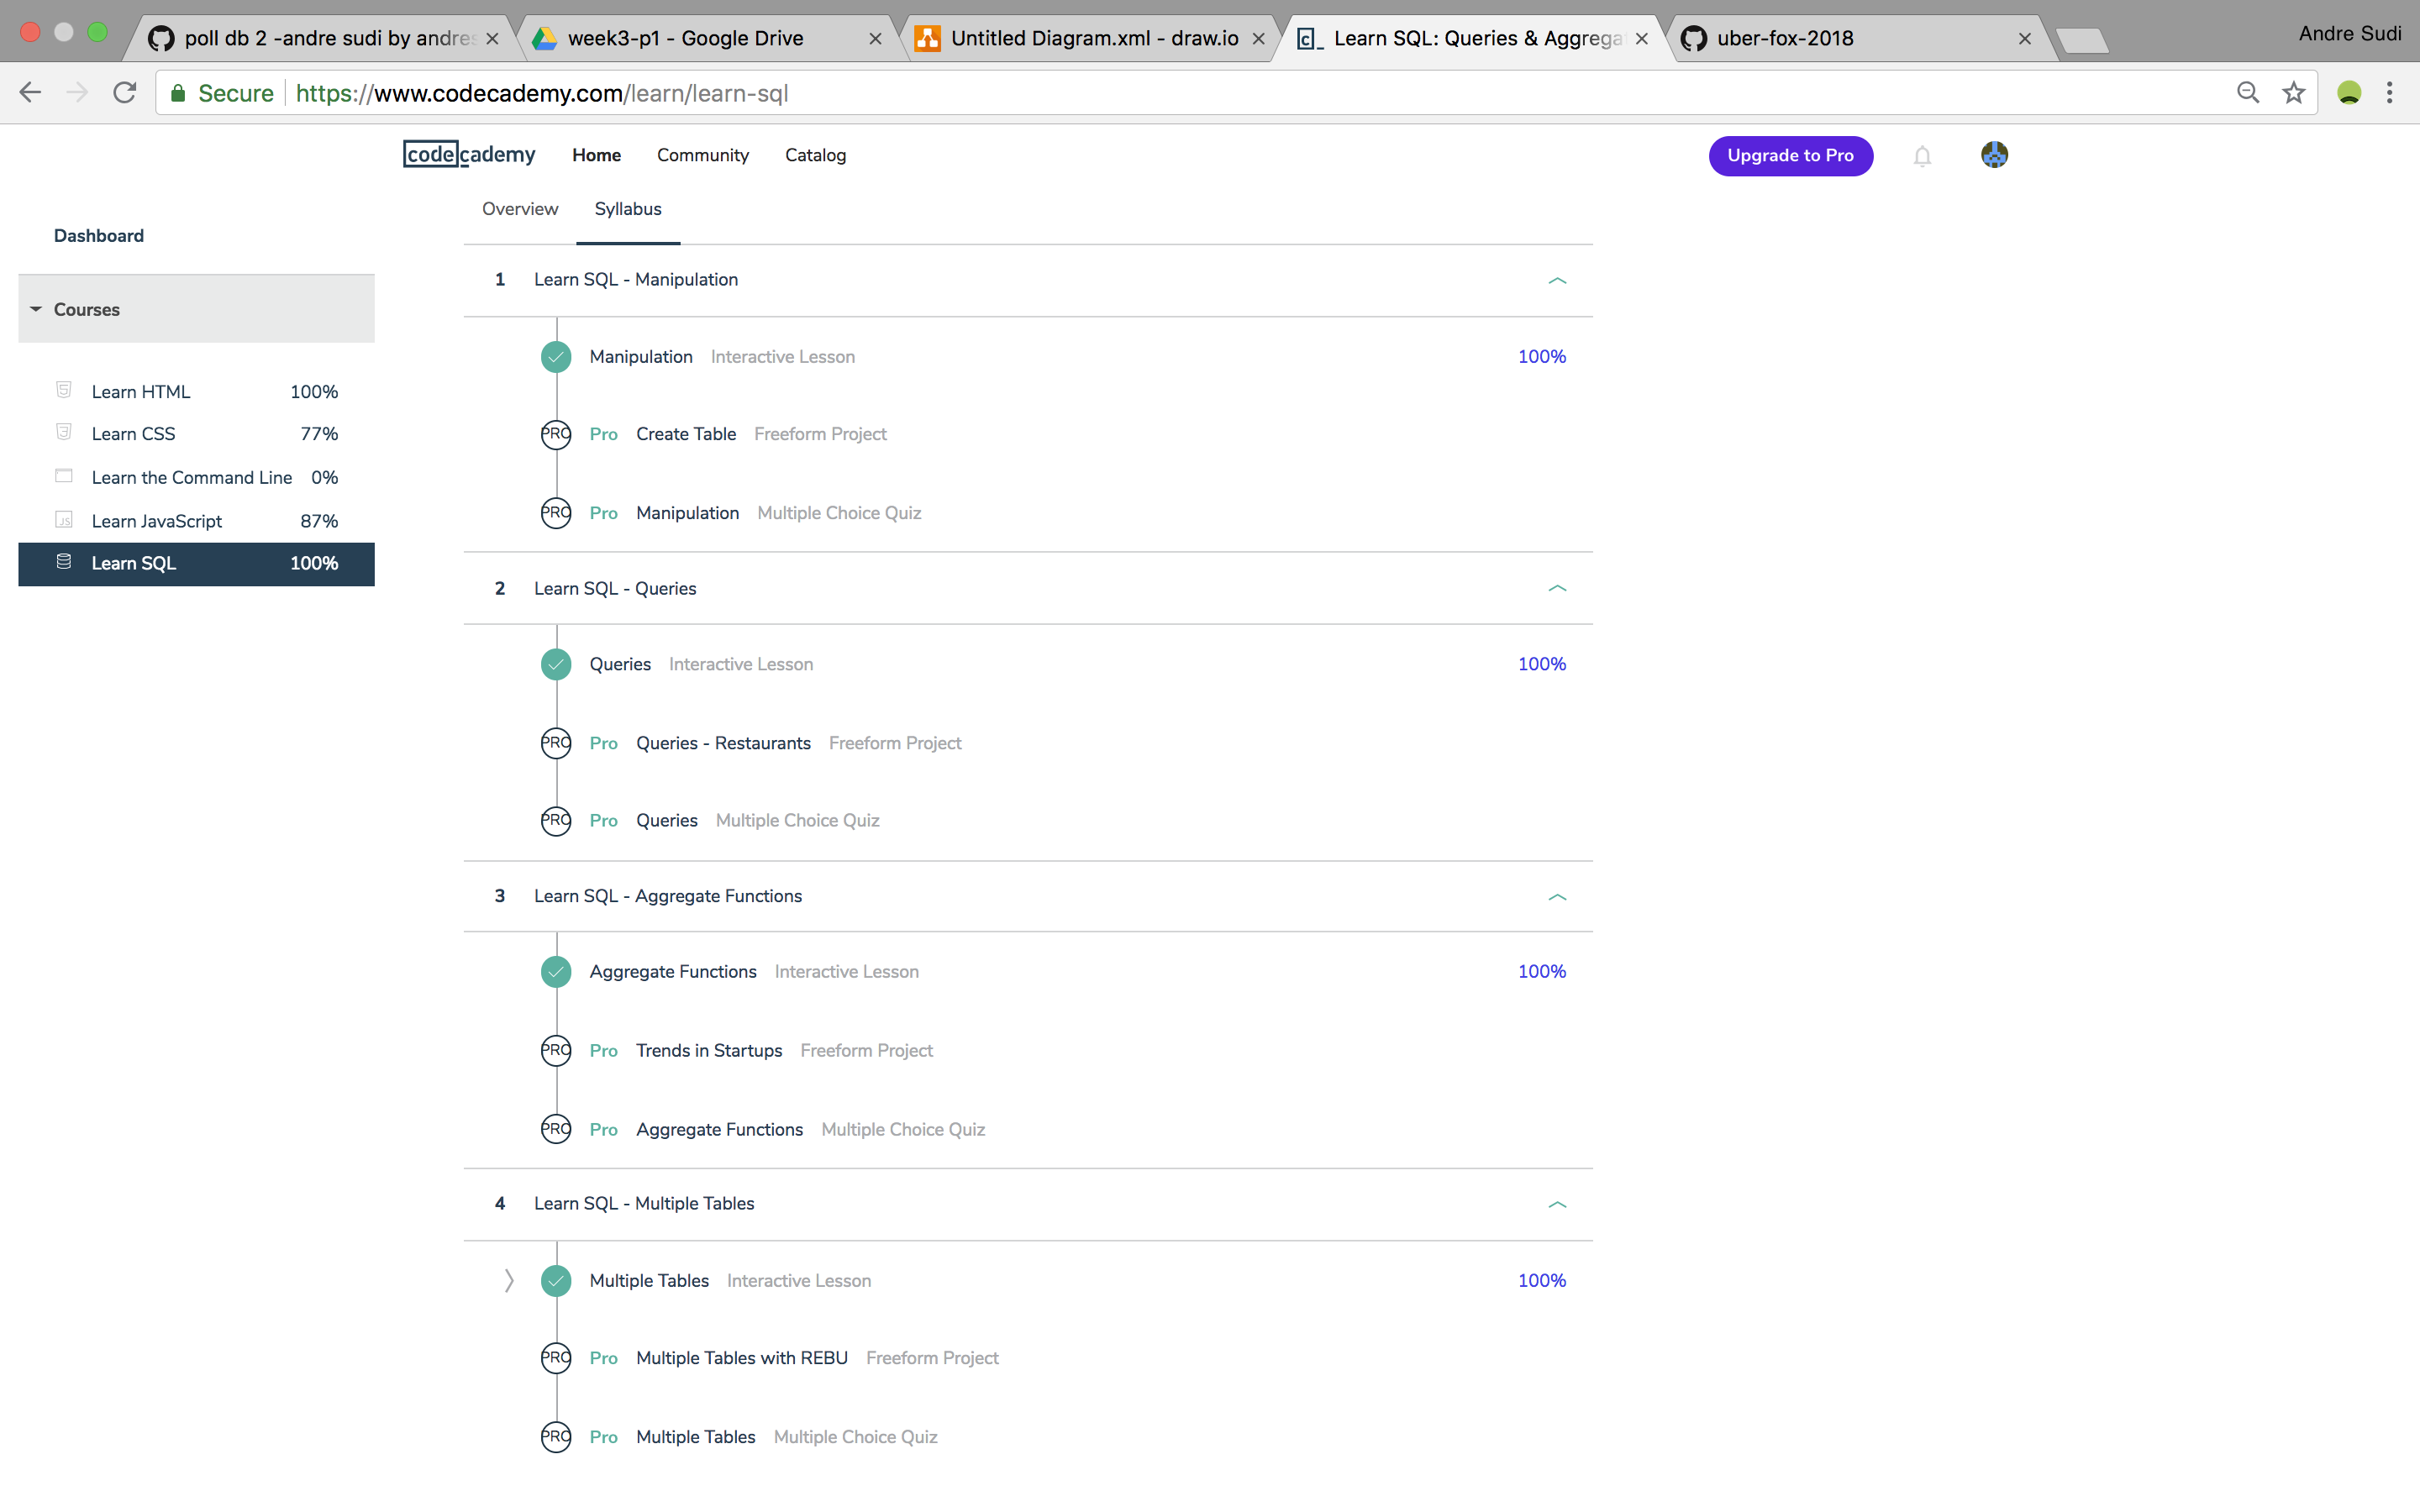 poll db 2 -andre sudi by andres
week3-p1 - Google Drive
Untitled Diagram.xml - draw.io
Learn SQL: Queries & Aggrega
uber-fox-2018
Andre Sudi
Secure https://www.codecademy.com/learn/learn-sql
codecademy Home Community Catalog Upgrade to Pro
Overview Syllabus
Dashboard
Courses
Learn HTML 100%
Learn CSS 77%
Learn the Command Line 0%
Learn JavaScript 87%
Learn SQL 100%
1 Learn SQL - Manipulation
Manipulation Interactive Lesson 100%
PRO Pro Create Table Freeform Project
PRO Pro Manipulation Multiple Choice Quiz
2 Learn SQL - Queries
Queries Interactive Lesson 100%
PRO Pro Queries - Restaurants Freeform Project
PRO Pro Queries Multiple Choice Quiz
3 Learn SQL - Aggregate Functions
Aggregate Functions Interactive Lesson 100%
PRO Pro Trends in Startups Freeform Project
PRO Pro Aggregate Functions Multiple Choice Quiz
4 Learn SQL - Multiple Tables
Multiple Tables Interactive Lesson 100%
PRO Pro Multiple Tables with REBU Freeform Project
PRO Pro Multiple Tables Multiple Choice Quiz